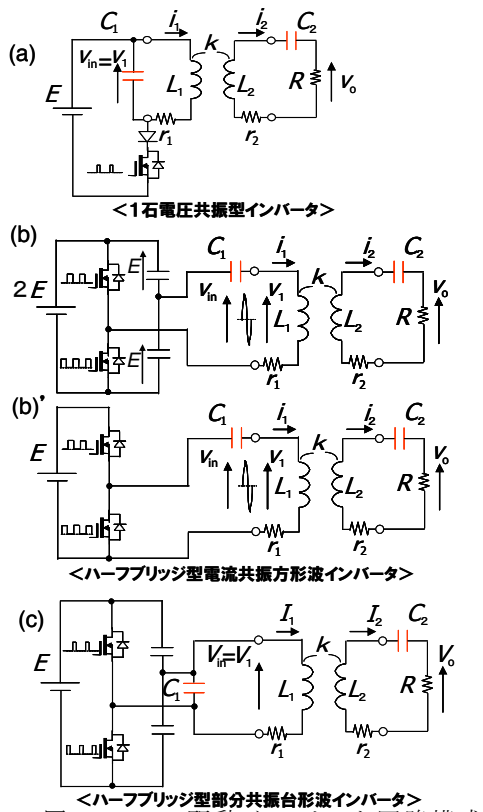 (a)
C1
i1
i2
C2
k
vin=v1
E
L1
L2
R
vo
r1
r2
<1石電圧共振型インバータ>
(b)
C1
i1
i2
C2
k
2E
E
E
vin
v1
L1
L2
R
vo
r1
r2
(b)'
C1
i1
i2
C2
k
E
vin
v1
L1
L2
R
vo
r1
r2
<ハーフブリッジ型電流共振方形波インバータ>
(c)
I1
I2
C2
k
E
Vin=V1
C1
L1
L2
R
Vo
r1
r2
<ハーフブリッジ型部分共振台形波インバータ>